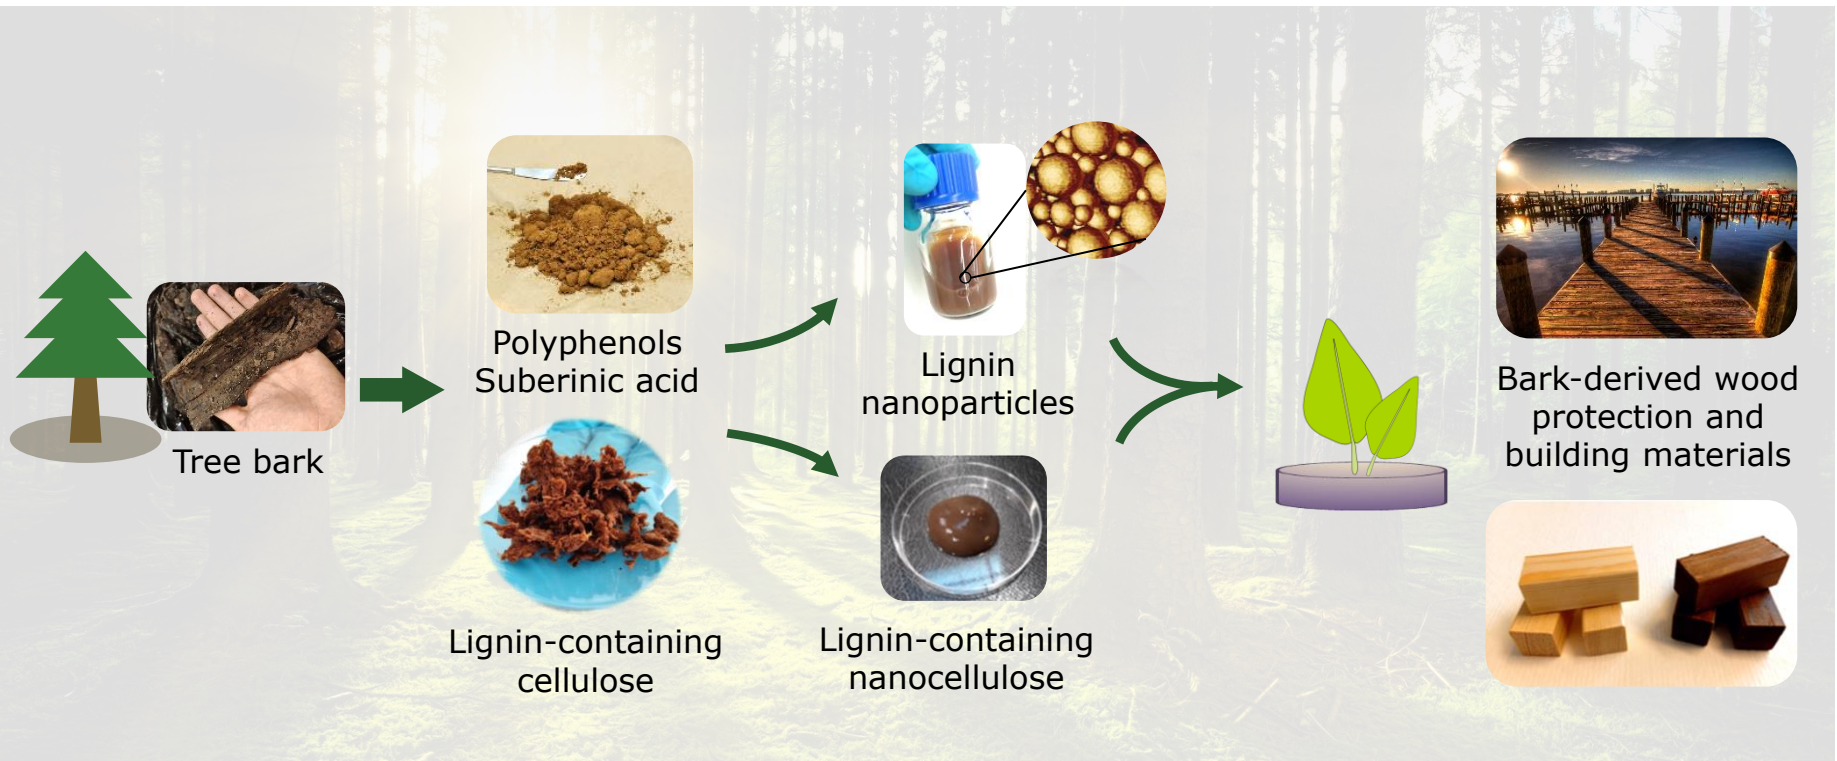 Tree bark
Polyphenols
Suberinic acid
Lignin-containing
cellulose
Lignin
nanoparticles
Lignin-containing
nanocellulose
Bark-derived wood
protection and
building materials